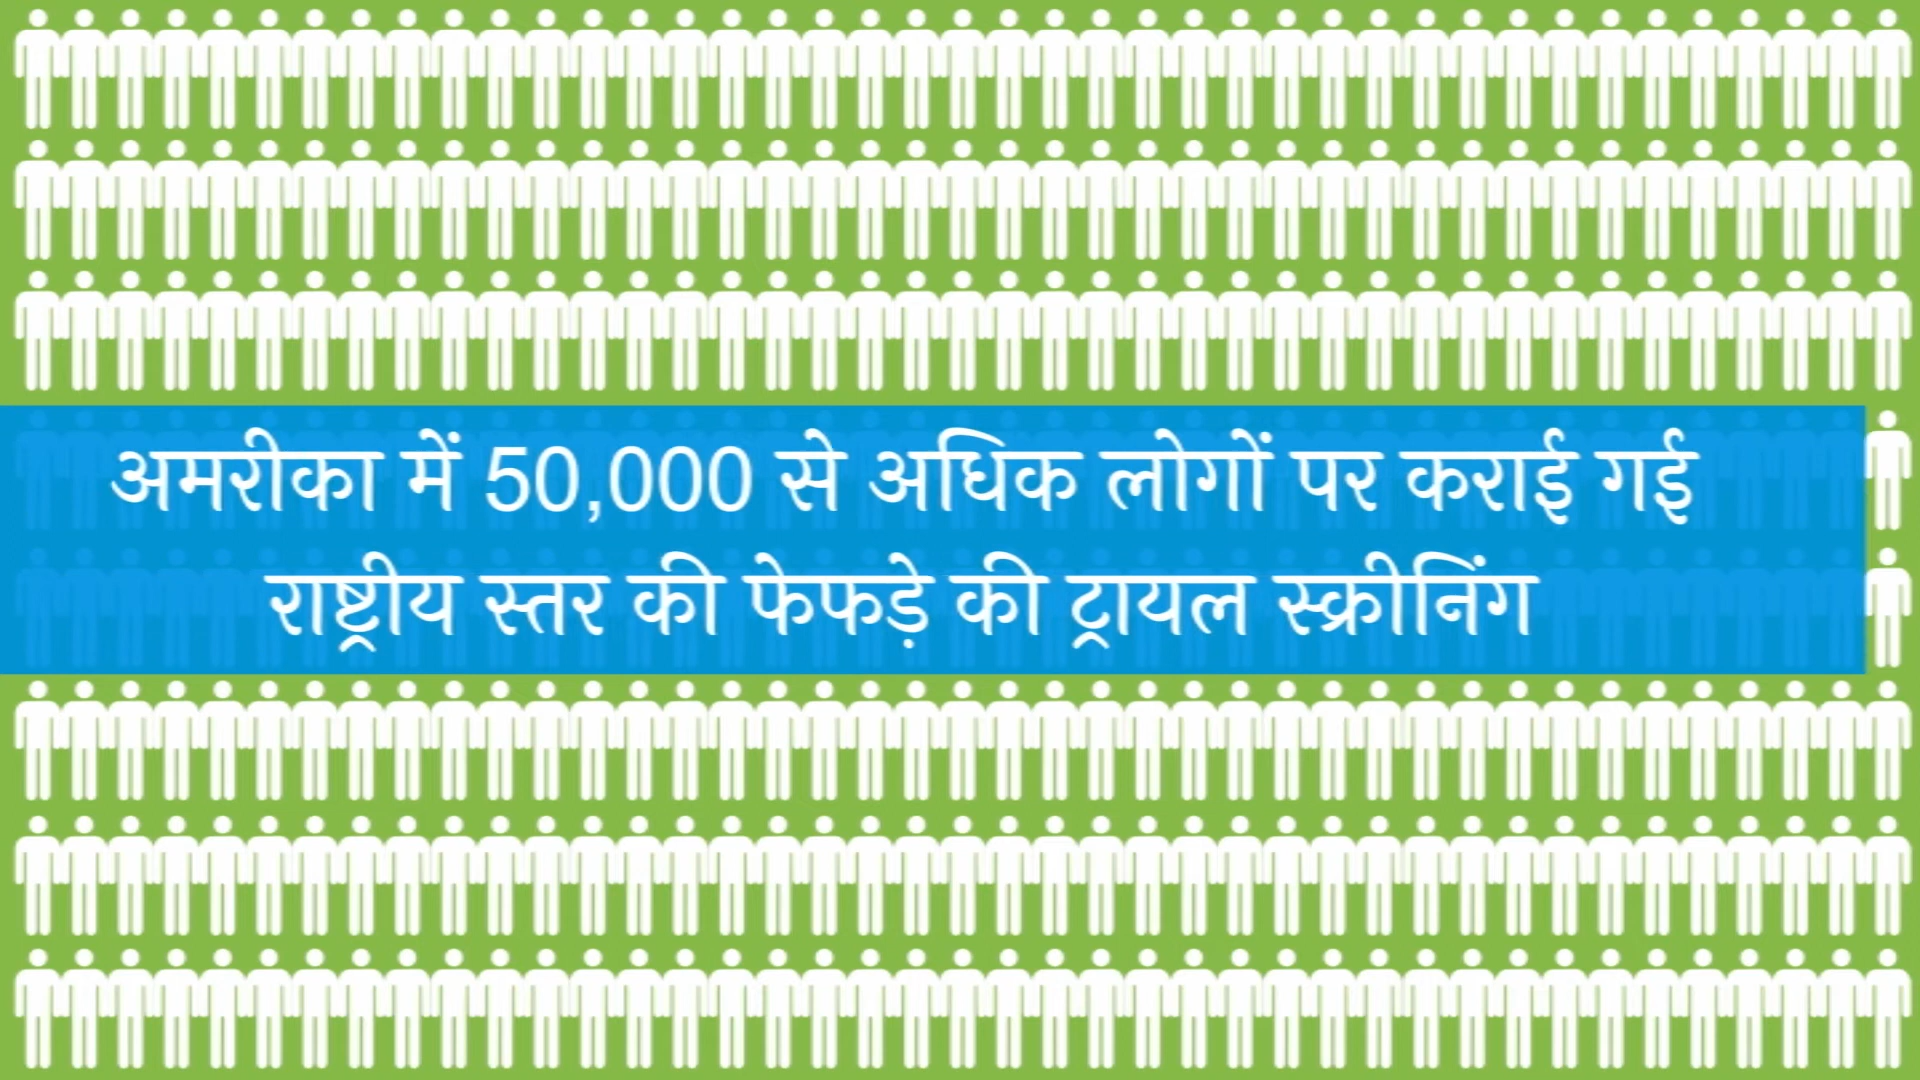 अमरीका में 50,000 से अधिक लोगों पर कराई गई
राष्ट्रीय स्तर की फेफड़े की ट्रायल स्क्रीनिंग